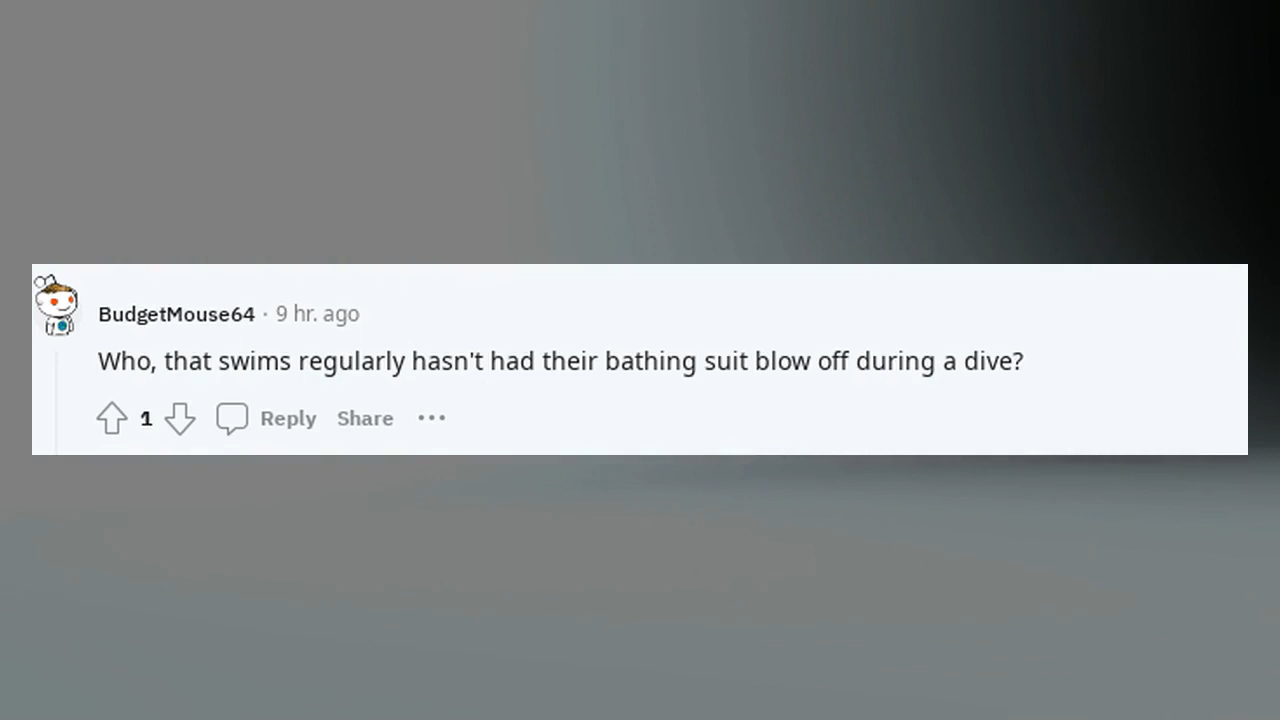 BudgetMouse64 · 9 hr. ago
Who, that swims regularly hasn't had their bathing suit blow off during a dive?
1 Reply Share ···